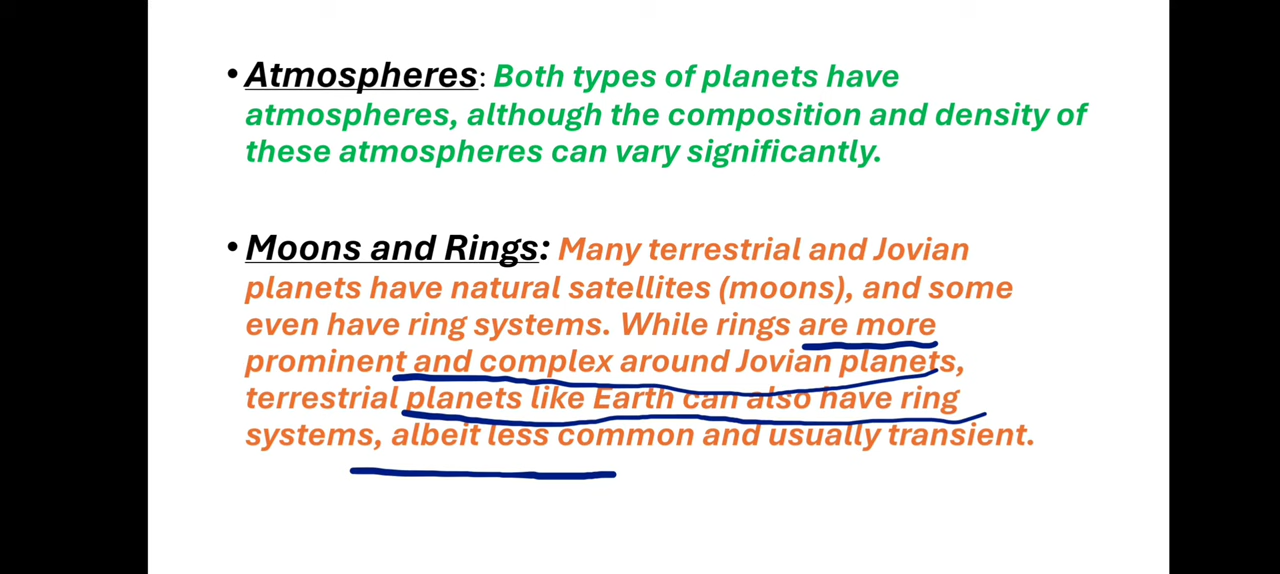 • Atmospheres: Both types of planets have
atmospheres, although the composition and density of
these atmospheres can vary significantly.
• Moons and Rings: Many terrestrial and Jovian
planets have natural satellites (moons), and some
even have ring systems. While rings are more
prominent and complex around Jovian planets,
terrestrial planets like Earth can also have ring
systems, albeit less common and usually transient.